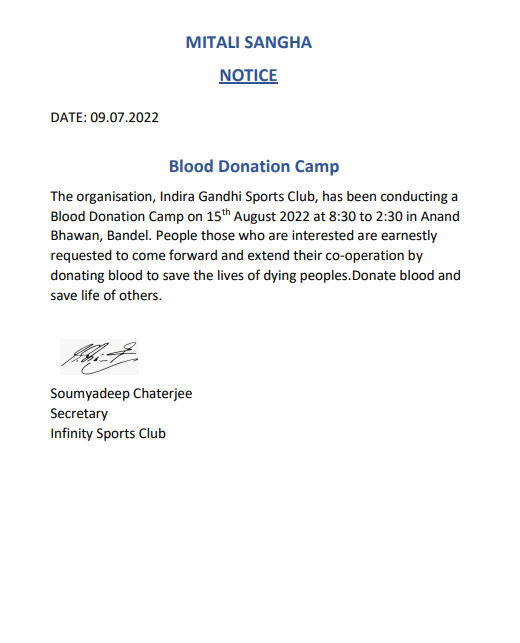 MITALI SANGHA
NOTICE
DATE: 09.07.2022
Blood Donation Camp
The organisation, Indira Gandhi Sports Club, has been conducting a
Blood Donation Camp on 15th August 2022 at 8:30 to 2:30 in Anand
Bhawan, Bandel. People those who are interested are earnestly
requested to come forward and extend their co-operation by
donating blood to save the lives of dying peoples.Donate blood and
save life of others.
Soumyadeep Chaterjee
Secretary
Infinity Sports Club